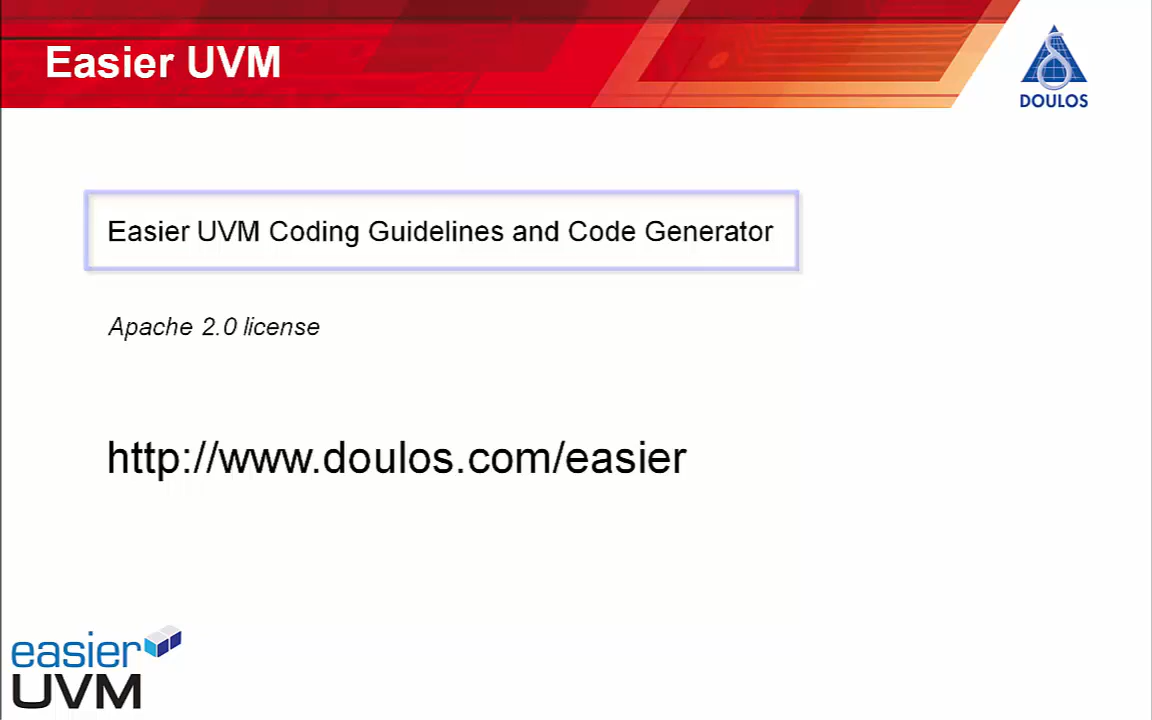 Easier UVM
DOULOS
Easier UVM Coding Guidelines and Code Generator
Apache 2.0 license
http://www.doulos.com/easier
easier
UVM